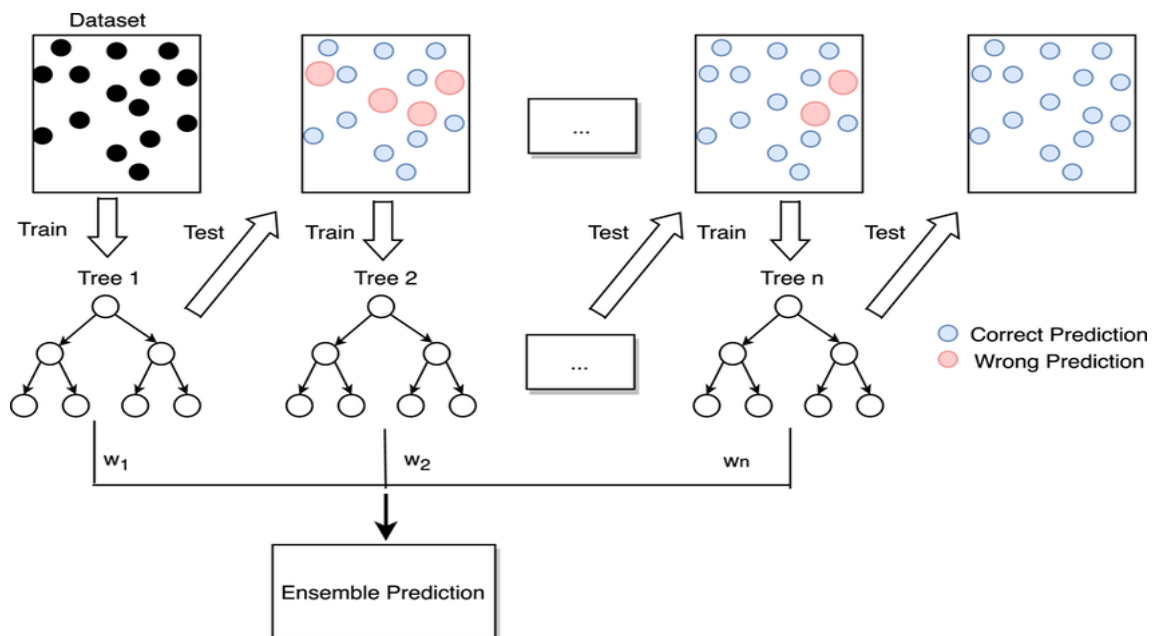 Dataset
...
Train
Test
Train
Test
Train
Test
Tree 1
Tree 2
Tree n
...
Correct Prediction
Wrong Prediction
w1
w2
wn
Ensemble Prediction